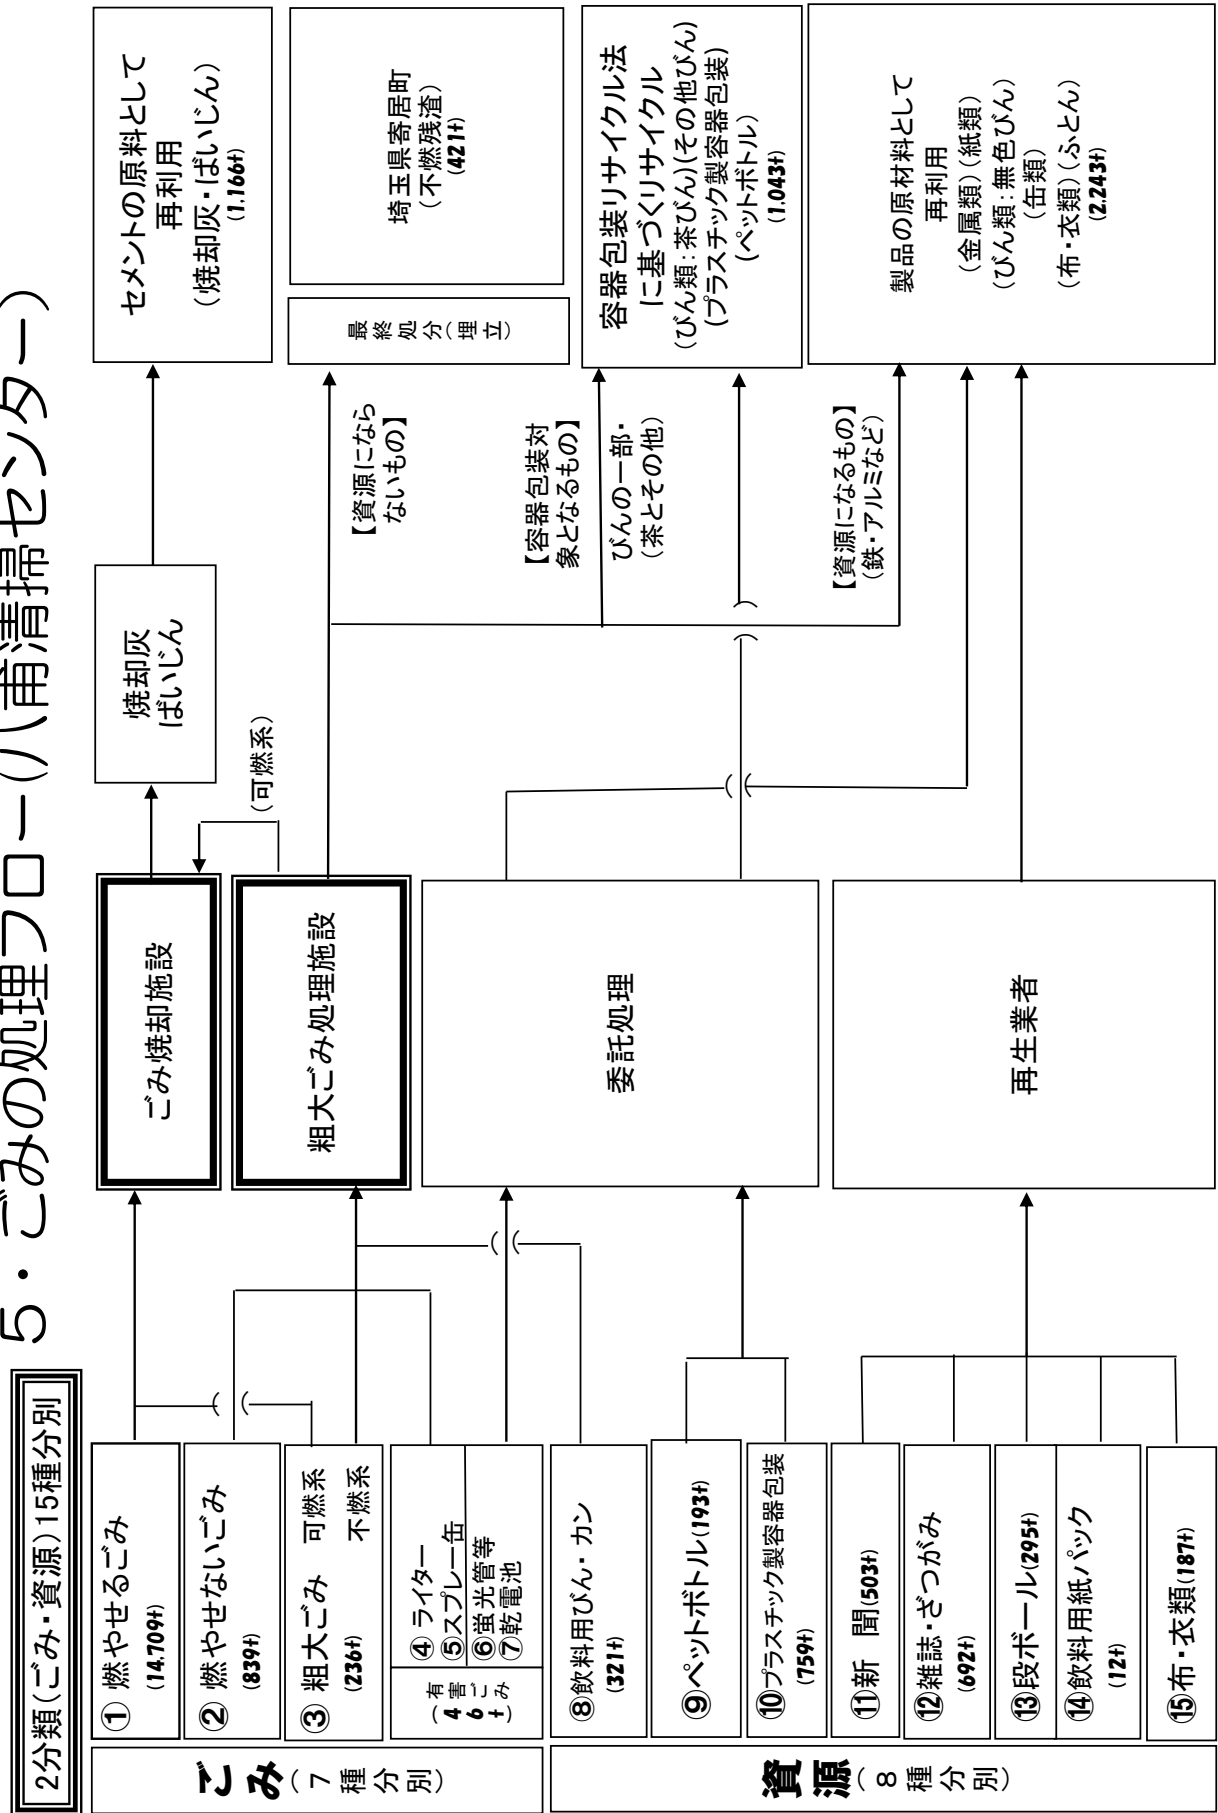 5・ごみの処理フロー(八甫清掃センター)
2分類(ごみ・資源)15種分別
ごみ(7種分別)
① 燃やせるごみ
(14.709t)
② 燃やせないごみ
(839t)
③ 粗大ごみ 可燃系
(236t) 不燃系
有害ごみ
(46t)
④ ライター
⑤スプレー缶
⑥蛍光管等
⑦乾電池
資源(8種分別)
⑧飲料用びん・カン
(321t)
⑨ペットボトル(193t)
⑩プラスチック製容器包装
(759t)
⑪新 聞(503t)
⑫雑誌・ざつがみ
(692t)
⑬段ボール(295t)
⑭飲料用紙パック
(12t)
⑮布・衣類(187t)
ごみ焼却施設
粗大ごみ処理施設
委託処理
再生業者
(可燃系)
焼却灰
ばいじん
【資源になら
ないもの】
【容器包装対
象となるもの】
びんの一部・
(茶とその他)
【資源になるもの】
(鉄・アルミなど)
セメントの原料として
再利用
(焼却灰・ばいじん)
(1.166t)
最終処分(埋立)
埼玉県寄居町
(不燃残渣)
(421t)
容器包装リサイクル法
に基づくリサイクル
(びん類:茶びん)(その他びん)
(プラスチック製容器包装)
(ペットボトル)
(1.043t)
製品の原材料として
再利用
(金属類)(紙類)
(びん類:無色びん)
(缶類)
(布・衣類)(ふとん)
(2.243t)